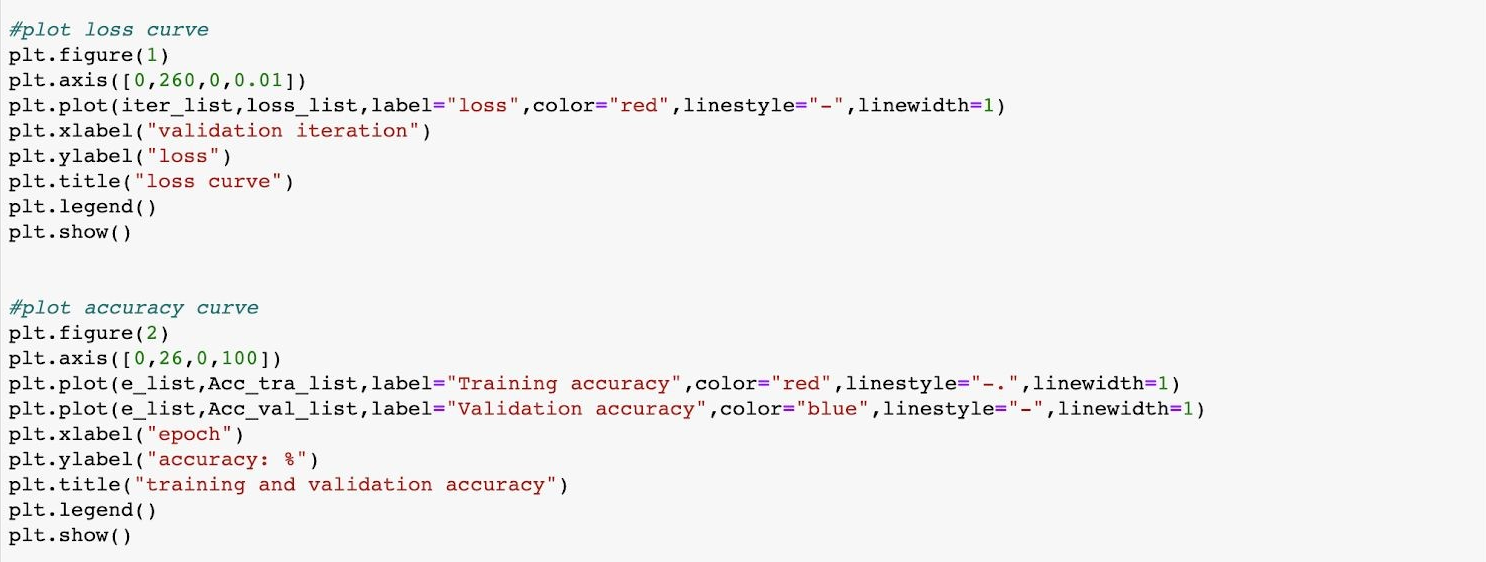 #plot loss curve
plt.figure(1)
plt.axis([0,260,0,0.01])
plt.plot(iter_list,loss_list,label="loss",color="red",linestyle="-",linewidth=1)
plt.xlabel("validation iteration")
plt.ylabel("loss")
plt.title("loss curve")
plt.legend()
plt.show()
#plot accuracy curve
plt.figure(2)
plt.axis([0,26,0,100])
plt.plot(e_list,Acc_tra_list,label="Training accuracy",color="red",linestyle="-.",linewidth=1)
plt.plot(e_list,Acc_val_list,label="Validation accuracy",color="blue",linestyle="-",linewidth=1)
plt.xlabel("epoch")
plt.ylabel("accuracy: %")
plt.title("training and validation accuracy")
plt.legend()
plt.show()